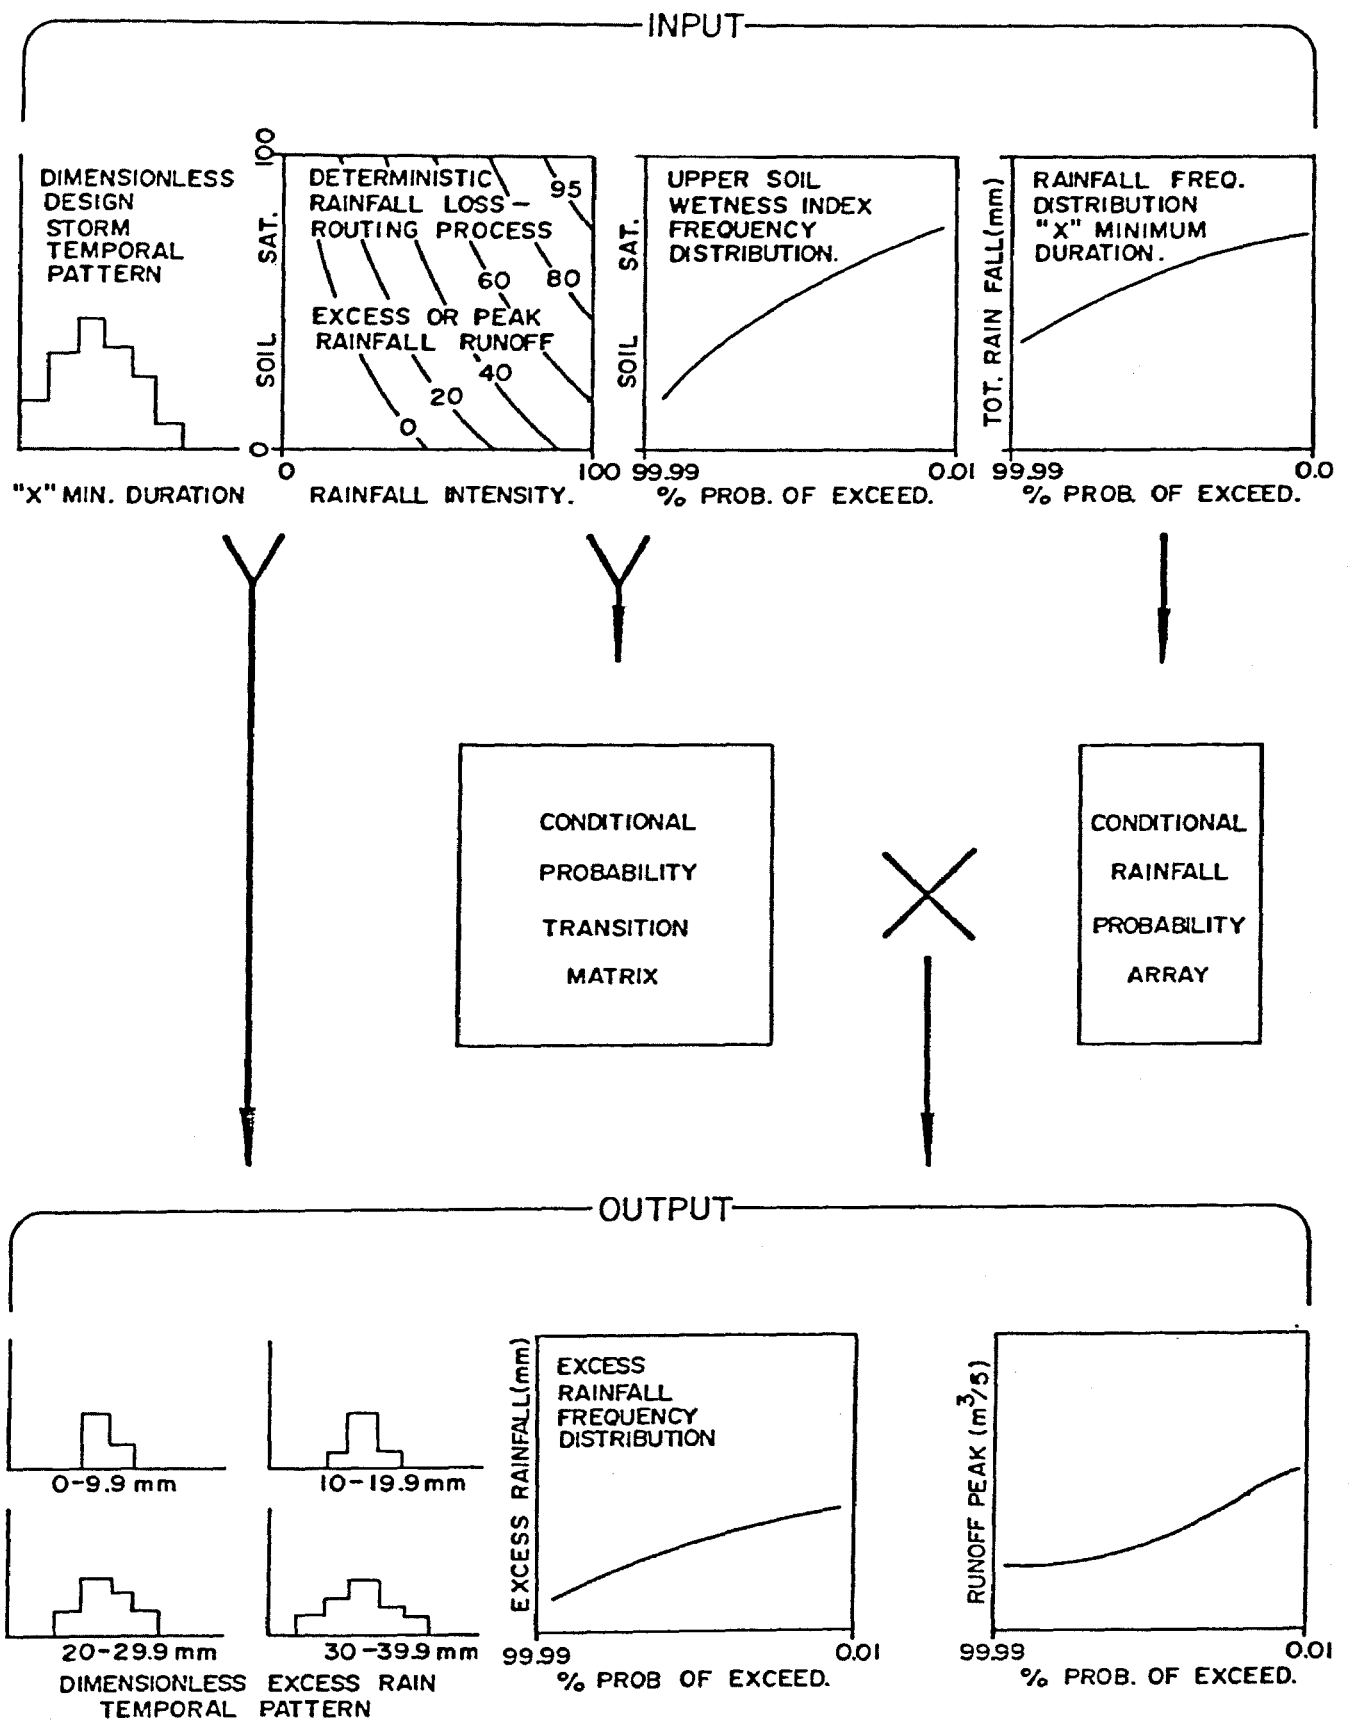 INPUT
DIMENSIONLESS
DESIGN
STORM
TEMPORAL
PATTERN
"X" MIN. DURATION
SOIL SAT.
100
0
DETERMINISTIC
RAINFALL LOSS-
ROUTING PROCESS
EXCESS OR PEAK
RAINFALL RUNOFF
95
80
60
40
20
0
0
100
RAINFALL INTENSITY.
SOIL SAT.
UPPER SOIL
WETNESS INDEX
FREQUENCY
DISTRIBUTION.
99.99
0.01
% PROB. OF EXCEED.
TOT. RAIN FALL(mm)
RAINFALL FREQ.
DISTRIBUTION
"X" MINIMUM
DURATION.
99.99
0.0
% PROB. OF EXCEED.
CONDITIONAL
PROBABILITY
TRANSITION
MATRIX
CONDITIONAL
RAINFALL
PROBABILITY
ARRAY
OUTPUT
0-9.9 mm
10-19.9 mm
20-29.9 mm
30-39.9 mm
DIMENSIONLESS EXCESS RAIN
TEMPORAL PATTERN
EXCESS RAINFALL(mm)
EXCESS
RAINFALL
FREQUENCY
DISTRIBUTION
99.99
0.01
% PROB OF EXCEED.
RUNOFF PEAK (m³/s)
99.99
0.01
% PROB. OF EXCEED.